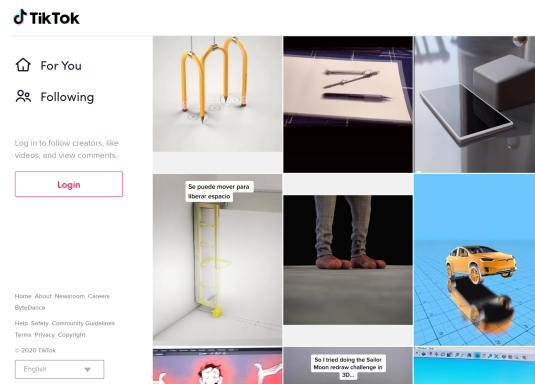 TikTok
For You
Following
Log in to follow creators, like
videos, and view comments.
Login
Home About Newsroom Careers
ByteDance
Help Safety Community Guidelines
Terms Privacy Copyright
© 2020 TikTok
English
Se puede mover para
liberar espacio
So I tried doing the Sailor
Moon redraw challenge in
3D...